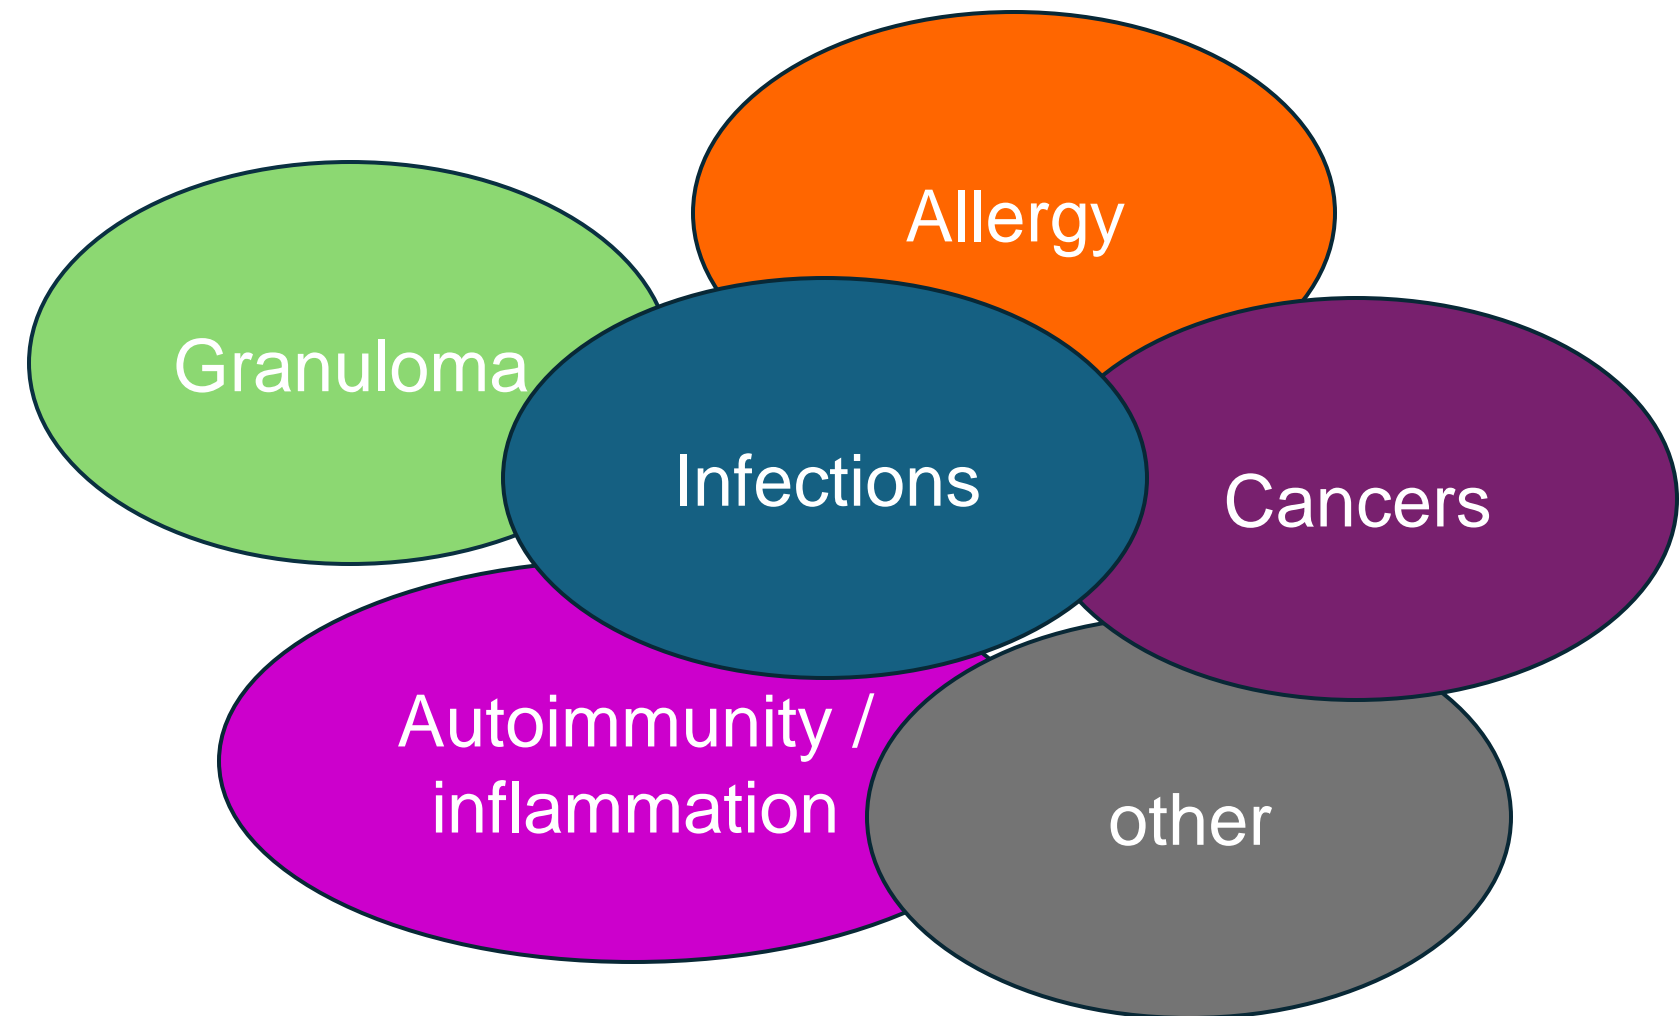 Allergy
Granuloma
Infections
Cancers
Autoimmunity /
inflammation
other